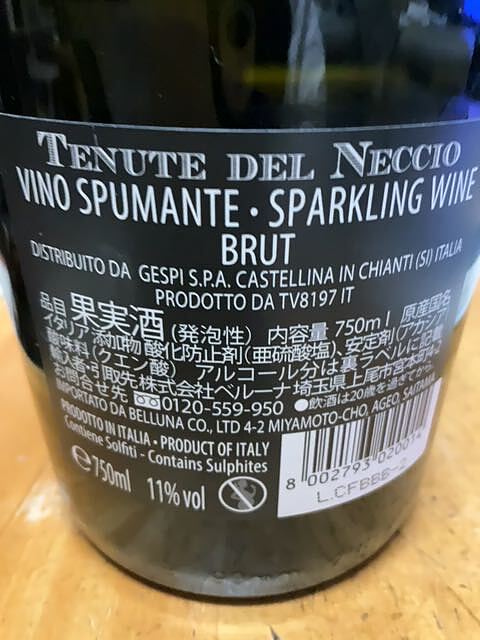 TENUTE DEL NECCIO
VINO SPUMANTE · SPARKLING WINE
BRUT
DISTRIBUITO DA GESPI S.P.A. CASTELLINA IN CHIANTI (SI) ITALIA
PRODOTTO DA TV8197 IT
品目 果実酒 (発泡性) 内容量 750ml 原産国名
イタリア 添加物 酸化防止剤(亜硫酸塩)、安定剤(アカシア)
酸味料(クエン酸) アルコール分は裏ラベルに記載
輸入者・引取先 株式会社ベルーナ 埼玉県上尾市宮本町4-2
お問合せ先 0120-559-950 ●飲酒は20歳を過ぎてから。
IMPORTATO DA BELLUNA CO., LTD 4-2 MIYAMOTO-CHO, AGEO, SAITAMA
PRODOTTO IN ITALIA · PRODUCT OF ITALY
Contiene Solfiti - Contains Sulphites
℮750ml 11% vol
8 002793 020014
L.CFBBB-2